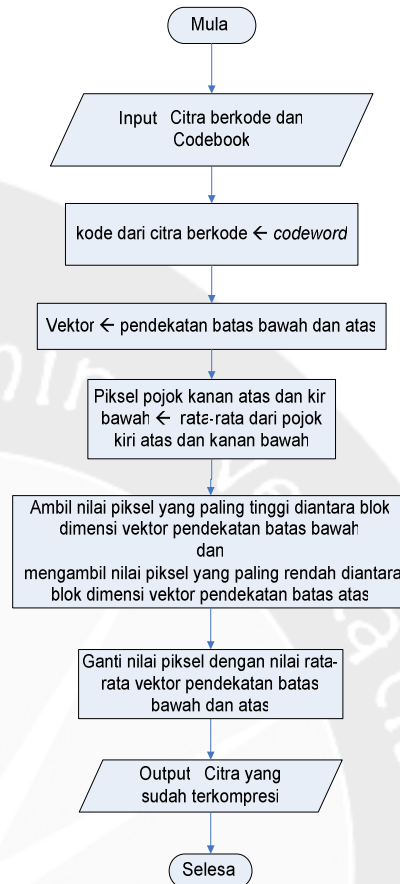 Mula
Input Citra berkode dan
Codebook
kode dari citra berkode ← codeword
Vektor ← pendekatan batas bawah dan atas
Piksel pojok kanan atas dan kir
bawah ← rata-rata dari pojok
kiri atas dan kanan bawah
Ambil nilai piksel yang paling tinggi diantara blok
dimensi vektor pendekatan batas bawah
dan
mengambil nilai piksel yang paling rendah diantara
blok dimensi vektor pendekatan batas atas
Ganti nilai piksel dengan nilai rata-
rata vektor pendekatan batas
bawah dan atas
Output Citra yang
sudah terkompresi
Selesa